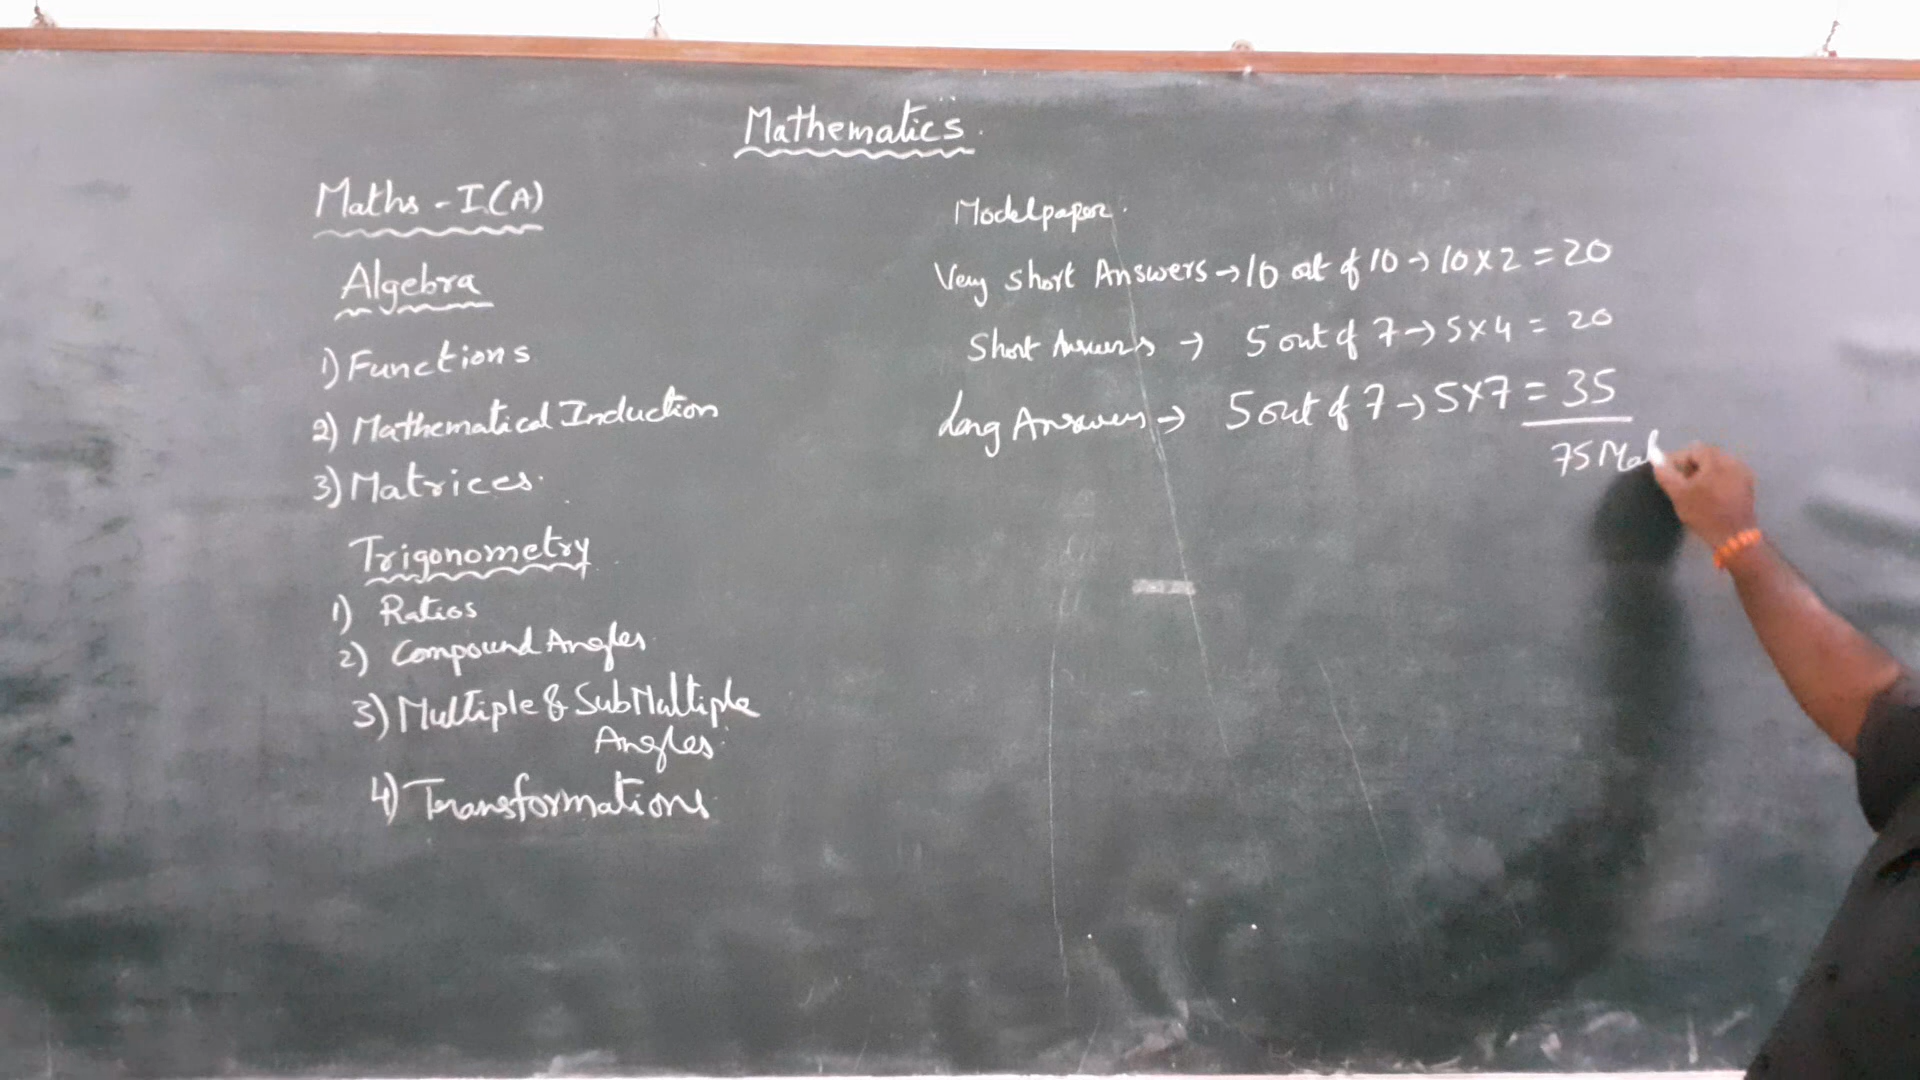 Mathematics.
Maths - I(A)
Algebra
1) Functions
2) Mathematical Induction
3) Matrices.
Trigonometry
1) Ratios
2) Compound Angles.
3) Multiple & SubMultiple
Angles.
4) Transformations.
Modelpaper.
Very Short Answers → 10 out of 10 → 10 x 2 = 20
Short Answers → 5 out of 7 → 5 x 4 = 20
Long Answers → 5 out of 7 → 5 x 7 = 35
75 Ma